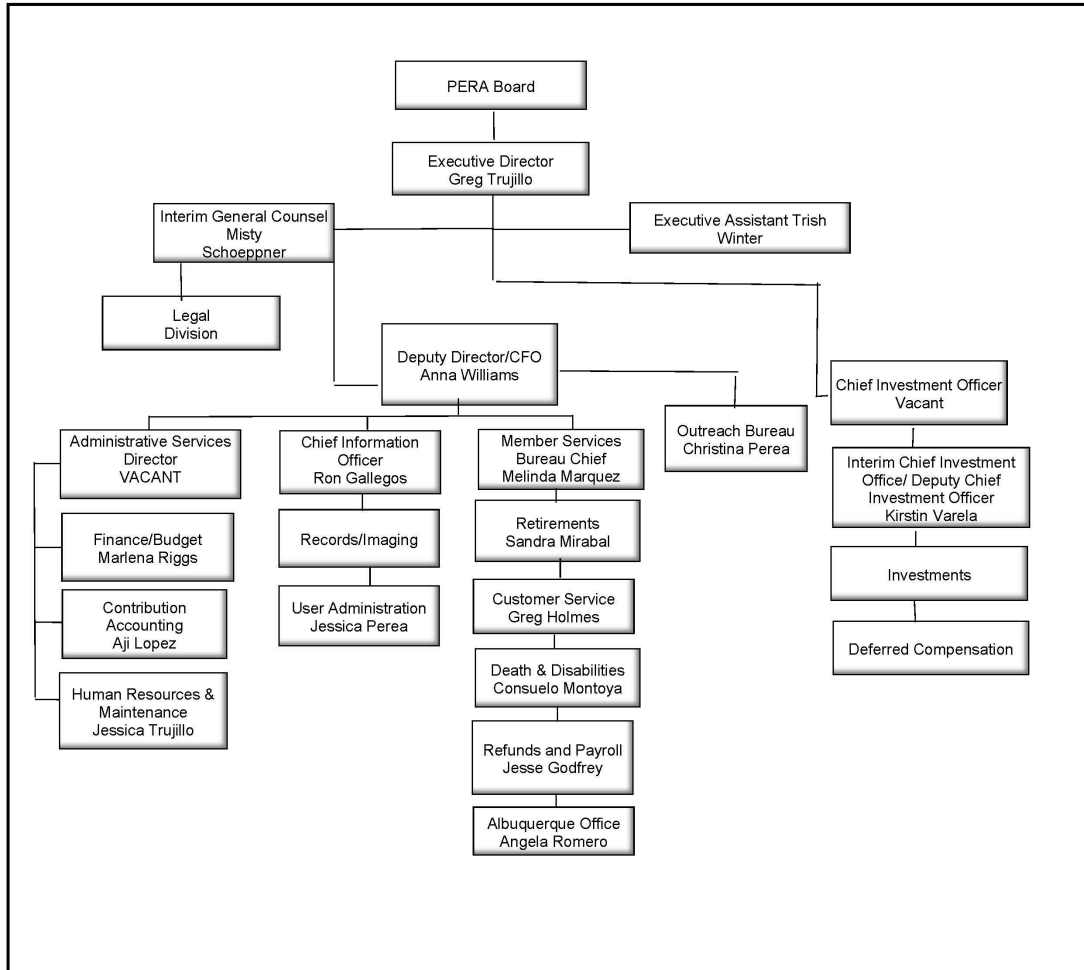 PERA Board
Executive Director
Greg Trujillo
Interim General Counsel
Misty
Schoeppner
Executive Assistant Trish
Winter
Legal
Division
Deputy Director/CFO
Anna Williams
Chief Investment Officer
Vacant
Outreach Bureau
Christina Perea
Administrative Services
Director
VACANT
Chief Information
Officer
Ron Gallegos
Member Services
Bureau Chief
Melinda Marquez
Interim Chief Investment
Office/ Deputy Chief
Investment Officer
Kirstin Varela
Finance/Budget
Marlena Riggs
Records/Imaging
Retirements
Sandra Mirabal
Investments
Contribution
Accounting
Aji Lopez
User Administration
Jessica Perea
Customer Service
Greg Holmes
Deferred Compensation
Human Resources &
Maintenance
Jessica Trujillo
Death & Disabilities
Consuelo Montoya
Refunds and Payroll
Jesse Godfrey
Albuquerque Office
Angela Romero